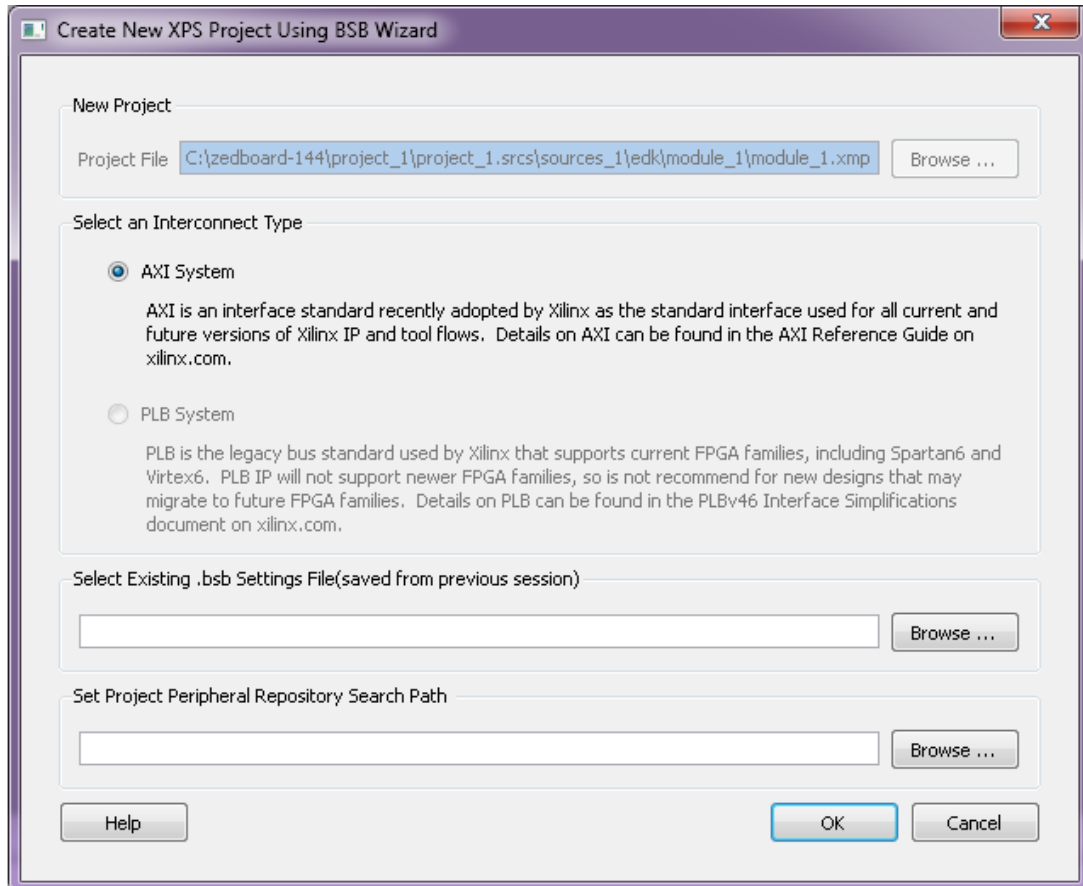 Create New XPS Project Using BSB Wizard
New Project
Project File C:\zedboard-144\project_1\project_1.srcs\sources_1\edk\module_1\module_1.xmp Browse ...
Select an Interconnect Type
AXI System
AXI is an interface standard recently adopted by Xilinx as the standard interface used for all current and
future versions of Xilinx IP and tool flows. Details on AXI can be found in the AXI Reference Guide on
xilinx.com.
PLB System
PLB is the legacy bus standard used by Xilinx that supports current FPGA families, including Spartan6 and
Virtex6. PLB IP will not support newer FPGA families, so is not recommend for new designs that may
migrate to future FPGA families. Details on PLB can be found in the PLBv46 Interface Simplifications
document on xilinx.com.
Select Existing .bsb Settings File(saved from previous session)
Browse ...
Set Project Peripheral Repository Search Path
Browse ...
Help OK Cancel